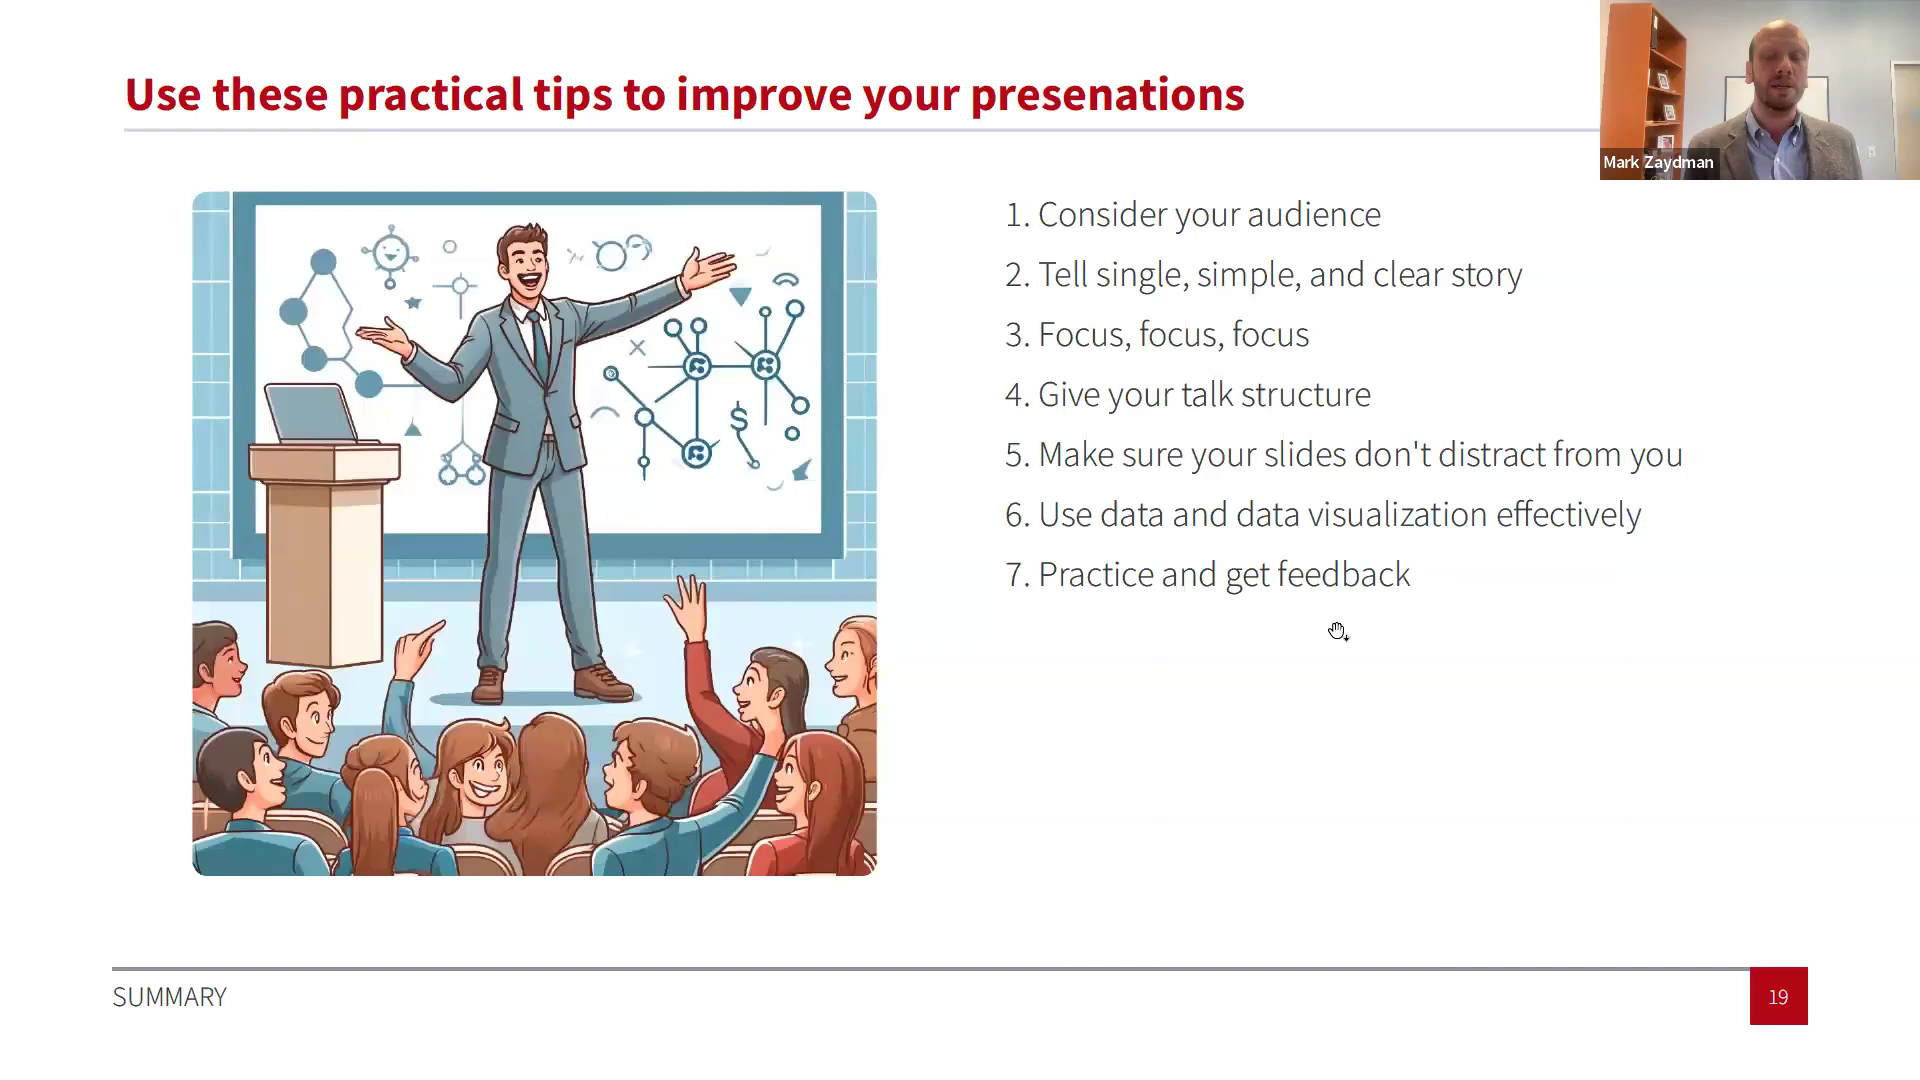 Use these practical tips to improve your presenations
Mark Zaydman
1. Consider your audience
2. Tell single, simple, and clear story
3. Focus, focus, focus
4. Give your talk structure
5. Make sure your slides don't distract from you
6. Use data and data visualization effectively
7. Practice and get feedback
$
SUMMARY
19